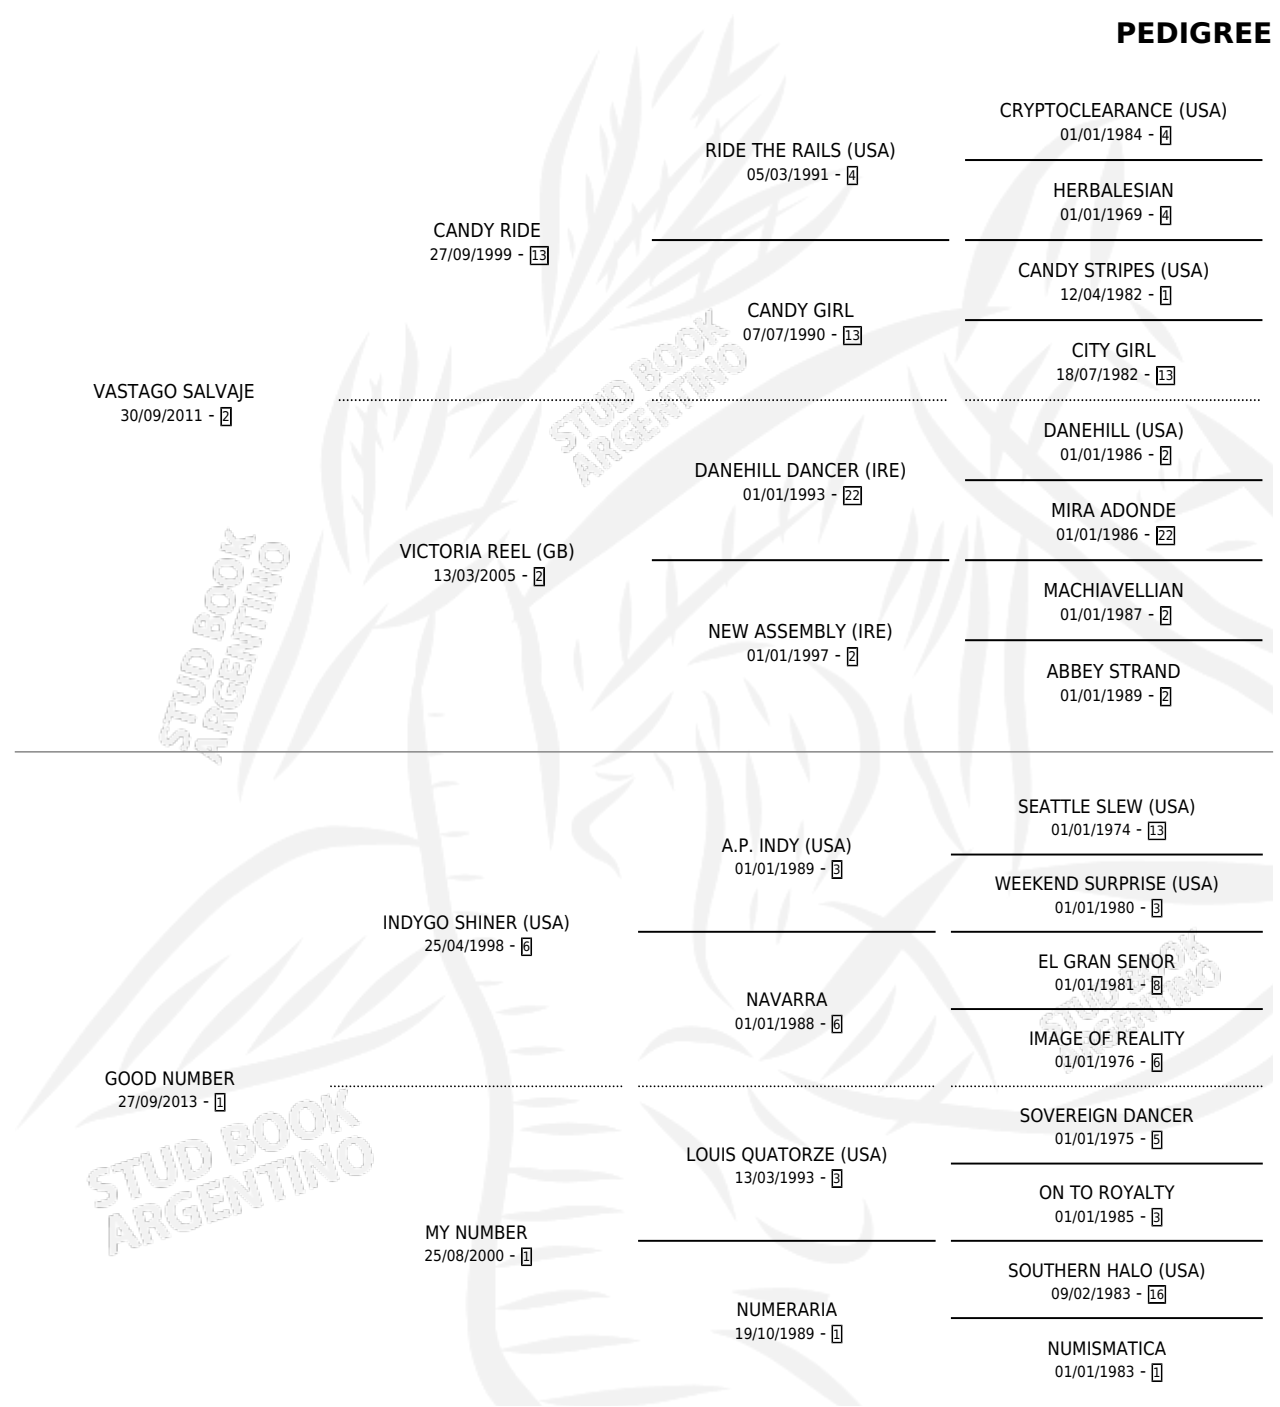 PEDIGREE
CRYPTOCLEARANCE (USA)
01/01/1984 - 4
RIDE THE RAILS (USA)
05/03/1991 - 4
HERBALESIAN
01/01/1969 - 4
CANDY RIDE
27/09/1999 - 13
CANDY STRIPES (USA)
12/04/1982 - 1
CANDY GIRL
07/07/1990 - 13
CITY GIRL
18/07/1982 - 13
VASTAGO SALVAJE
30/09/2011 - 2
STUD BOOK
ARGENTINO
DANEHILL (USA)
01/01/1986 - 2
DANEHILL DANCER (IRE)
01/01/1993 - 22
MIRA ADONDE
01/01/1986 - 22
VICTORIA REEL (GB)
13/03/2005 - 2
MACHIAVELLIAN
01/01/1987 - 2
NEW ASSEMBLY (IRE)
01/01/1997 - 2
ABBEY STRAND
01/01/1989 - 2
STUD BOOK
ARGENTINO
SEATTLE SLEW (USA)
01/01/1974 - 13
A.P. INDY (USA)
01/01/1989 - 3
WEEKEND SURPRISE (USA)
01/01/1980 - 3
INDYGO SHINER (USA)
25/04/1998 - 6
EL GRAN SENOR
01/01/1981 - 8
NAVARRA
01/01/1988 - 6
STUD BOOK
ARGENTINO
IMAGE OF REALITY
01/01/1976 - 6
GOOD NUMBER
27/09/2013 - 1
STUD BOOK
ARGENTINO
SOVEREIGN DANCER
01/01/1975 - 5
LOUIS QUATORZE (USA)
13/03/1993 - 3
ON TO ROYALTY
01/01/1985 - 3
MY NUMBER
25/08/2000 - 1
SOUTHERN HALO (USA)
09/02/1983 - 16
NUMERARIA
19/10/1989 - 1
NUMISMATICA
01/01/1983 - 1